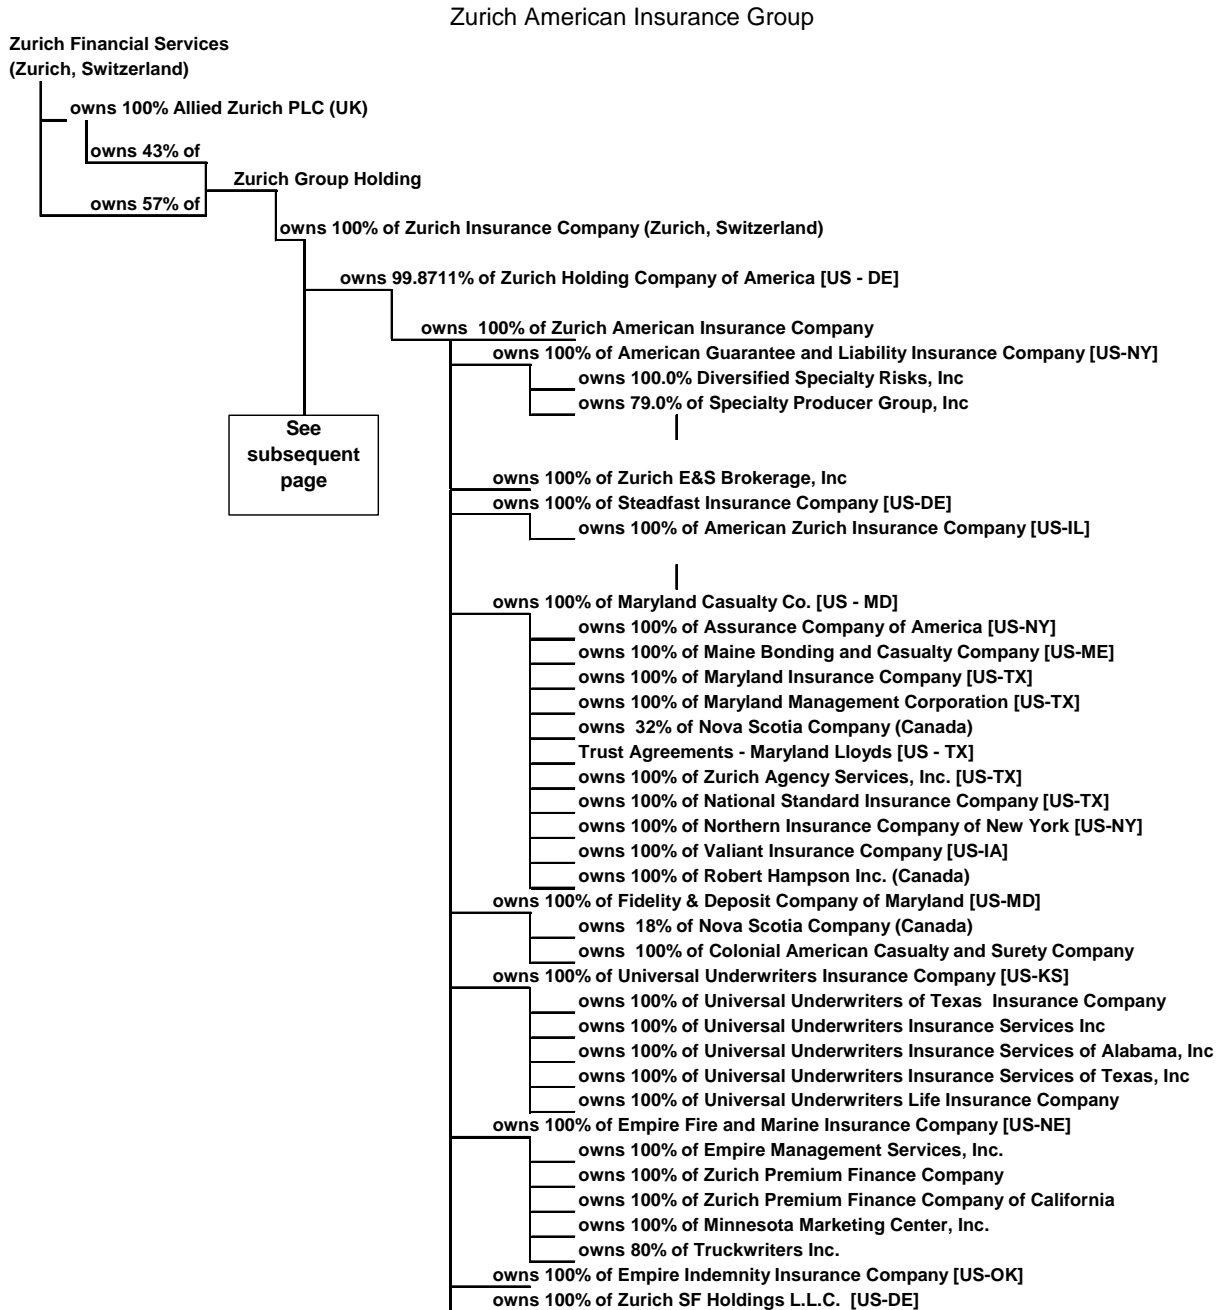 Zurich American Insurance Group
Zurich Financial Services
(Zurich, Switzerland)
owns 100% Allied Zurich PLC (UK)
owns 43% of
Zurich Group Holding
owns 57% of
owns 100% of Zurich Insurance Company (Zurich, Switzerland)
owns 99.8711% of Zurich Holding Company of America [US - DE]
owns 100% of Zurich American Insurance Company
owns 100% of American Guarantee and Liability Insurance Company [US-NY]
owns 100.0% Diversified Specialty Risks, Inc
owns 79.0% of Specialty Producer Group, Inc
See
subsequent
page
owns 100% of Zurich E&S Brokerage, Inc
owns 100% of Steadfast Insurance Company [US-DE]
owns 100% of American Zurich Insurance Company [US-IL]
owns 100% of Maryland Casualty Co. [US - MD]
owns 100% of Assurance Company of America [US-NY]
owns 100% of Maine Bonding and Casualty Company [US-ME]
owns 100% of Maryland Insurance Company [US-TX]
owns 100% of Maryland Management Corporation [US-TX]
owns 32% of Nova Scotia Company (Canada)
Trust Agreements - Maryland Lloyds [US - TX]
owns 100% of Zurich Agency Services, Inc. [US-TX]
owns 100% of National Standard Insurance Company [US-TX]
owns 100% of Northern Insurance Company of New York [US-NY]
owns 100% of Valiant Insurance Company [US-IA]
owns 100% of Robert Hampson Inc. (Canada)
owns 100% of Fidelity & Deposit Company of Maryland [US-MD]
owns 18% of Nova Scotia Company (Canada)
owns 100% of Colonial American Casualty and Surety Company
owns 100% of Universal Underwriters Insurance Company [US-KS]
owns 100% of Universal Underwriters of Texas Insurance Company
owns 100% of Universal Underwriters Insurance Services Inc
owns 100% of Universal Underwriters Insurance Services of Alabama, Inc
owns 100% of Universal Underwriters Insurance Services of Texas, Inc
owns 100% of Universal Underwriters Life Insurance Company
owns 100% of Empire Fire and Marine Insurance Company [US-NE]
owns 100% of Empire Management Services, Inc.
owns 100% of Zurich Premium Finance Company
owns 100% of Zurich Premium Finance Company of California
owns 100% of Minnesota Marketing Center, Inc.
owns 80% of Truckwriters Inc.
owns 100% of Empire Indemnity Insurance Company [US-OK]
owns 100% of Zurich SF Holdings L.L.C. [US-DE]